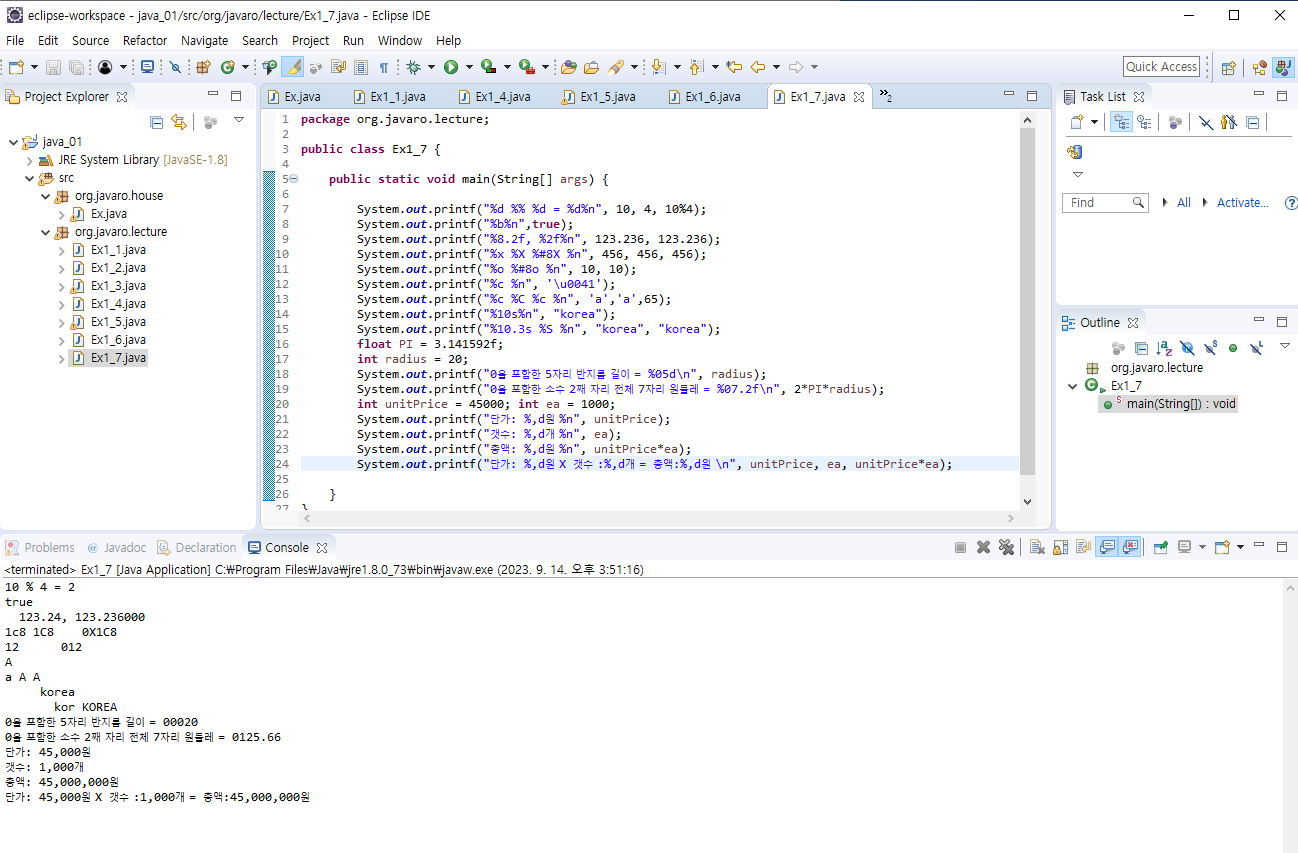 eclipse-workspace - java_01/src/org/javaro/lecture/Ex1_7.java - Eclipse IDE
File Edit Source Refactor Navigate Search Project Run Window Help
Quick Access
Project Explorer
java_01
JRE System Library [JavaSE-1.8]
src
org.javaro.house
Ex.java
org.javaro.lecture
Ex1_1.java
Ex1_2.java
Ex1_3.java
Ex1_4.java
Ex1_5.java
Ex1_6.java
Ex1_7.java
Ex.java Ex1_1.java Ex1_4.java Ex1_5.java Ex1_6.java Ex1_7.java »2
1 package org.javaro.lecture;
2
3 public class Ex1_7 {
4
5 public static void main(String[] args) {
6
7 System.out.printf("%d %% %d = %d%n", 10, 4, 10%4);
8 System.out.printf("%b%n",true);
9 System.out.printf("%8.2f, %2f%n", 123.236, 123.236);
10 System.out.printf("%x %X %#8X %n", 456, 456, 456);
11 System.out.printf("%o %#8o %n", 10, 10);
12 System.out.printf("%c %n", '\u0041');
13 System.out.printf("%c %C %c %n", 'a','a',65);
14 System.out.printf("%10s%n", "korea");
15 System.out.printf("%10.3s %S %n", "korea", "korea");
16 float PI = 3.141592f;
17 int radius = 20;
18 System.out.printf("0을 포함한 5자리 반지름 길이 = %05d\n", radius);
19 System.out.printf("0을 포함한 소수 2째 자리 전체 7자리 원둘레 = %07.2f\n", 2*PI*radius);
20 int unitPrice = 45000; int ea = 1000;
21 System.out.printf("단가: %,d원 %n", unitPrice);
22 System.out.printf("갯수: %,d개 %n", ea);
23 System.out.printf("총액: %,d원 %n", unitPrice*ea);
24 System.out.printf("단가: %,d원 X 갯수 :%,d개 = 총액:%,d원 \n", unitPrice, ea, unitPrice*ea);
25
26 }
27 }
Task List
Find All Activate...
Outline
org.javaro.lecture
Ex1_7
main(String[]) : void
Problems @ Javadoc Declaration Console
<terminated> Ex1_7 [Java Application] C:₩Program Files₩Java₩jre1.8.0_73₩bin₩javaw.exe (2023. 9. 14. 오후 3:51:16)
10 % 4 = 2
true
123.24, 123.236000
1c8 1C8 0X1C8
12 012
A
a A A
korea
kor KOREA
0을 포함한 5자리 반지름 길이 = 00020
0을 포함한 소수 2째 자리 전체 7자리 원둘레 = 0125.66
단가: 45,000원
갯수: 1,000개
총액: 45,000,000원
단가: 45,000원 X 갯수 :1,000개 = 총액:45,000,000원